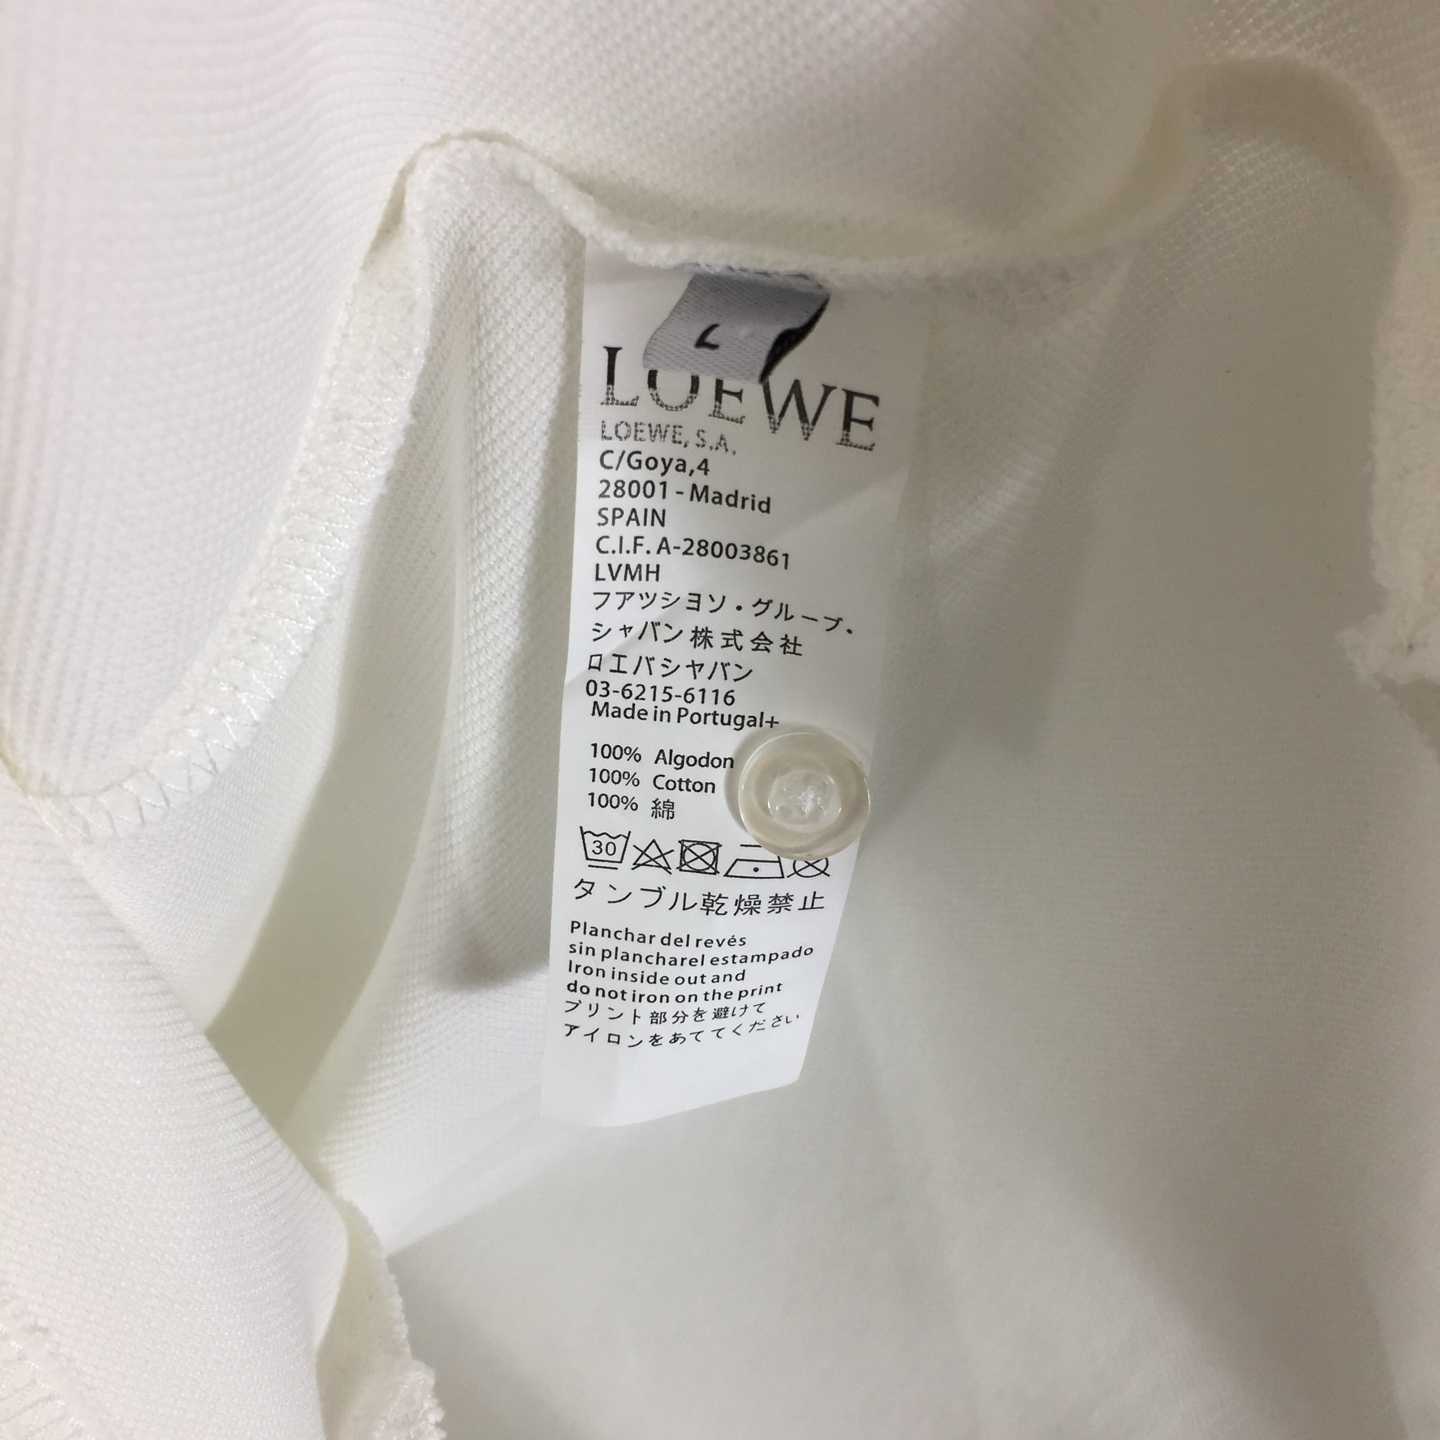 LOEWE
LOEWE, S.A.
C/Goya,4
28001 - Madrid
SPAIN
C.I.F. A-28003861
LVMH
フアツシヨソ・グループ・
シャバン株式会社
ロエバシヤバン
03-6215-6116
Made in Portugal+
100% Algodon
100% Cotton
100% 綿
30
タンブル乾燥禁止
Planchar del revés
sin plancharel estampado
Iron inside out and
do not iron on the print
プリント部分を避けて
アイロンをあててください